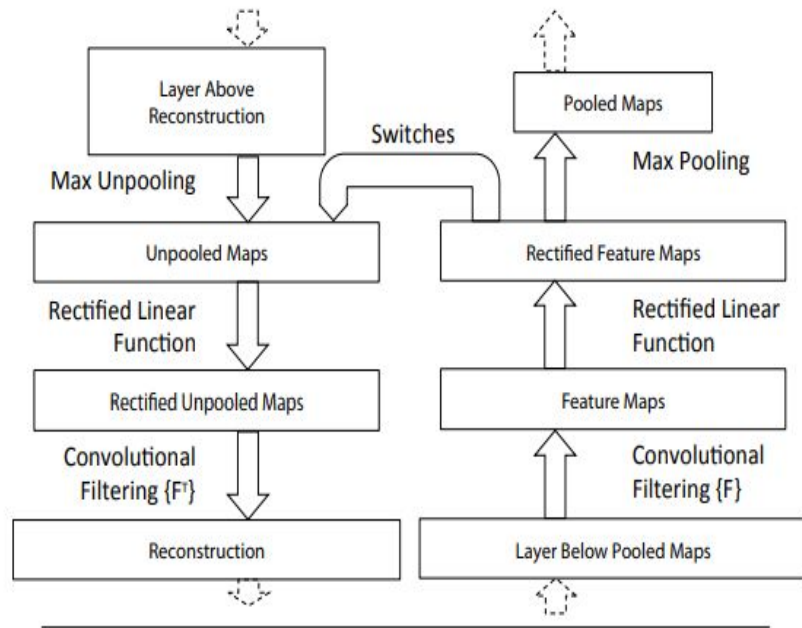 Layer Above
Reconstruction
Pooled Maps
Switches
Max Unpooling
Max Pooling
Unpooled Maps
Rectified Feature Maps
Rectified Linear
Function
Rectified Linear
Function
Rectified Unpooled Maps
Feature Maps
Convolutional
Filtering {Fᵀ}
Convolutional
Filtering {F}
Reconstruction
Layer Below Pooled Maps